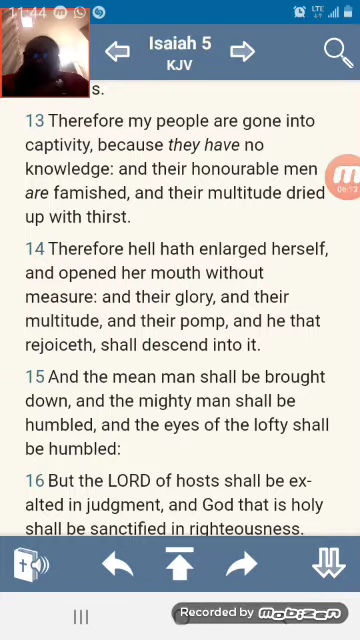 11:44
LTE
Isaiah 5
KJV
s.
13 Therefore my people are gone into
captivity, because they have no
knowledge: and their honourable men
are famished, and their multitude dried
up with thirst.
14 Therefore hell hath enlarged herself,
and opened her mouth without
measure: and their glory, and their
multitude, and their pomp, and he that
rejoiceth, shall descend into it.
15 And the mean man shall be brought
down, and the mighty man shall be
humbled, and the eyes of the lofty shall
be humbled:
16 But the LORD of hosts shall be ex-
alted in judgment, and God that is holy
shall be sanctified in righteousness.
Recorded by mobizen